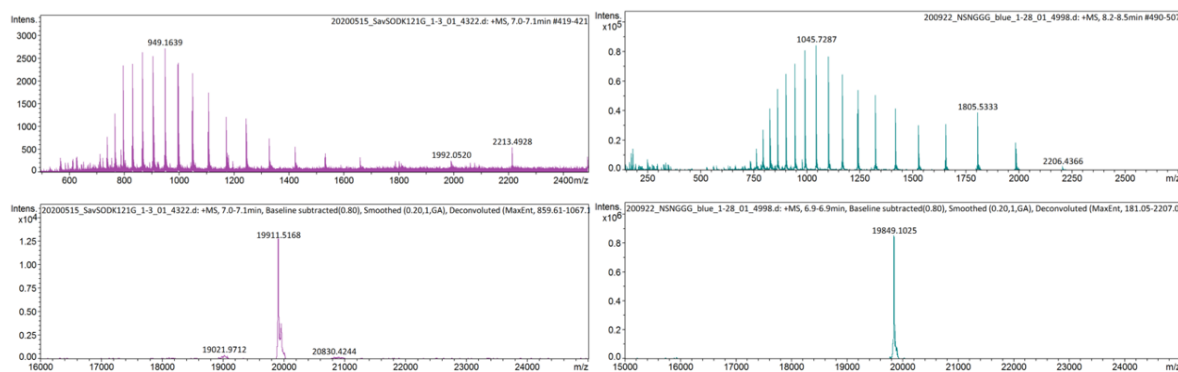 Intens.
20200515_SavSODK121G_1-3_01_4322.d: +MS, 7.0-7.1min #419-421
3000
2500
2000
1500
1000
500
0
949.1639
1992.0520
2213.4928
600 800 1000 1200 1400 1600 1800 2000 2200 2400 m/z
Intens.
x10^4
20200515_SavSODK121G_1-3_01_4322.d: +MS, 7.0-7.1min, Baseline subtracted(0.80), Smoothed (0.20,1,GA), Deconvoluted (MaxEnt, 859.61-1067.1
1.25
1.00
0.75
0.50
0.25
0.00
19911.5168
19021.9712
20830.4244
16000 17000 18000 19000 20000 21000 22000 23000 24000 m/z
Intens.
x10^5
200922_NSNGGG_blue_1-28_01_4998.d: +MS, 8.2-8.5min #490-507
0.8
0.6
0.4
0.2
0.0
1045.7287
1805.5333
2206.4366
250 500 750 1000 1250 1500 1750 2000 2250 2500 m/z
Intens.
x10^6
200922_NSNGGG_blue_1-28_01_4998.d: +MS, 6.9-6.9min, Baseline subtracted(0.80), Smoothed (0.20,1,GA), Deconvoluted (MaxEnt, 181.05-2207.0
0.8
0.6
0.4
0.2
0.0
19849.1025
15000 16000 17000 18000 19000 20000 21000 22000 23000 24000 m/z